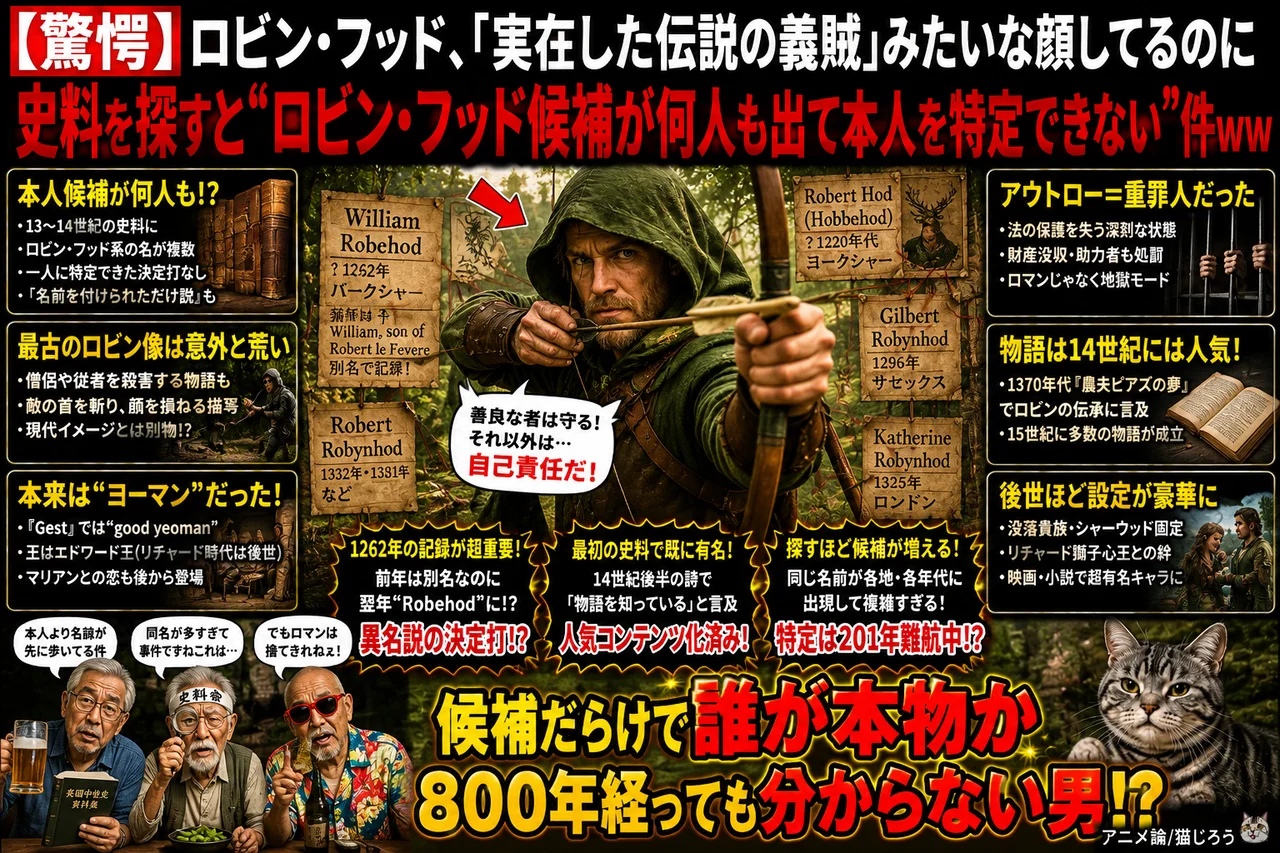 【驚愕】ロビン・フッド、「実在した伝説の義賊」みたいな顔してるのに
史料を探すと“ロビン・フッド候補が何人も出て本人を特定できない”件ww
本人候補が何人も!?
・13〜14世紀の史料に
・ロビン・フッド系の名が複数
・一人に特定できた決定打なし
・「名前を付けられただけ説」も
最古のロビン像は意外と荒い
・僧侶や従者を殺害する物語も
・敵の首を斬り、顔を損ねる描写
・現代イメージとは別物!?
本来は“ヨーマン”だった!
・『Gest』では“good yeoman”
・王はエドワード王(リチャード時代は後世)
・マリアンとの恋も後から登場
William
Robehod
? 1262年
バークシャー
William, son of
Robert le Fevere
別名で記録!
Robert
Robynhod
1332年・1381年
など
Robert Hod
(Hobbehod)
? 1220年代
ヨークシャー
Gilbert
Robynhod
1296年
サセックス
Katherine
Robynhod
1325年
ロンドン
善良な者は守る!
それ以外は…
自己責任だ!
アウトロー=重罪人だった
・法の保護を失う深刻な状態
・財産没収・助力者も処罰
・ロマンじゃなく地獄モード
物語は14世紀には人気!
・1370年代『農夫ピアズの夢』
でロビンの伝承に言及
・15世紀に多数の物語が成立
後世ほど設定が豪華に
・没落貴族・シャーウッド固定
・リチャード獅子心王との絆
・映画・小説で超有名キャラに
1262年の記録が超重要!
前年は別名なのに
翌年“Robehod”に!?
異名説の決定打!?
最初の史料で既に有名!
14世紀後半の詩で
「物語を知っている」と言及
人気コンテンツ化済み!
探すほど候補が増える!
同じ名前が各地・各年代に
出現して複雑すぎる!
特定は201年難航中!?
本人より名前が
先に歩いてる件
同名が多すぎて
事件ですねこれは…
でもロマンは
捨てきれねぇ!
候補だらけで誰が本物か
800年経っても分からない男!?
アニメ論/猫じろう